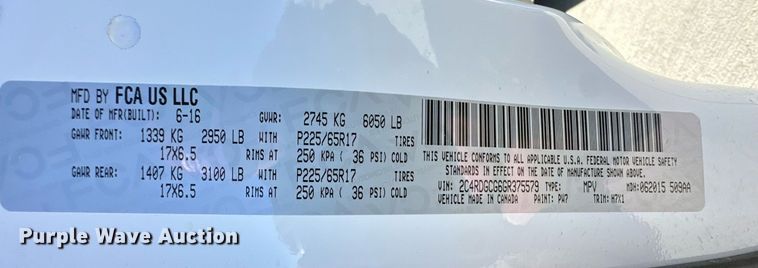 MFD BY FCA US LLC
DATE OF MFR(BUILT): 6-16 GVWR: 2745 KG 6050 LB
GAWR FRONT: 1339 KG 2950 LB WITH P225/65R17 TIRES
17X6.5 RIMS AT 250 KPA ( 36 PSI) COLD
GAWR REAR: 1407 KG 3100 LB WITH P225/65R17 TIRES
17X6.5 RIMS AT 250 KPA ( 36 PSI) COLD
THIS VEHICLE CONFORMS TO ALL APPLICABLE U.S.A. FEDERAL MOTOR VEHICLE SAFETY
STANDARDS IN EFFECT ON THE DATE OF MANUFACTURE SHOWN ABOVE.
VIN: 2C4RDGCG6GR375579 TYPE: MPV MDH: 062015 509AA
VEHICLE MADE IN CANADA PAINT: PW7 TRIM: H7X1
Purple Wave Auction